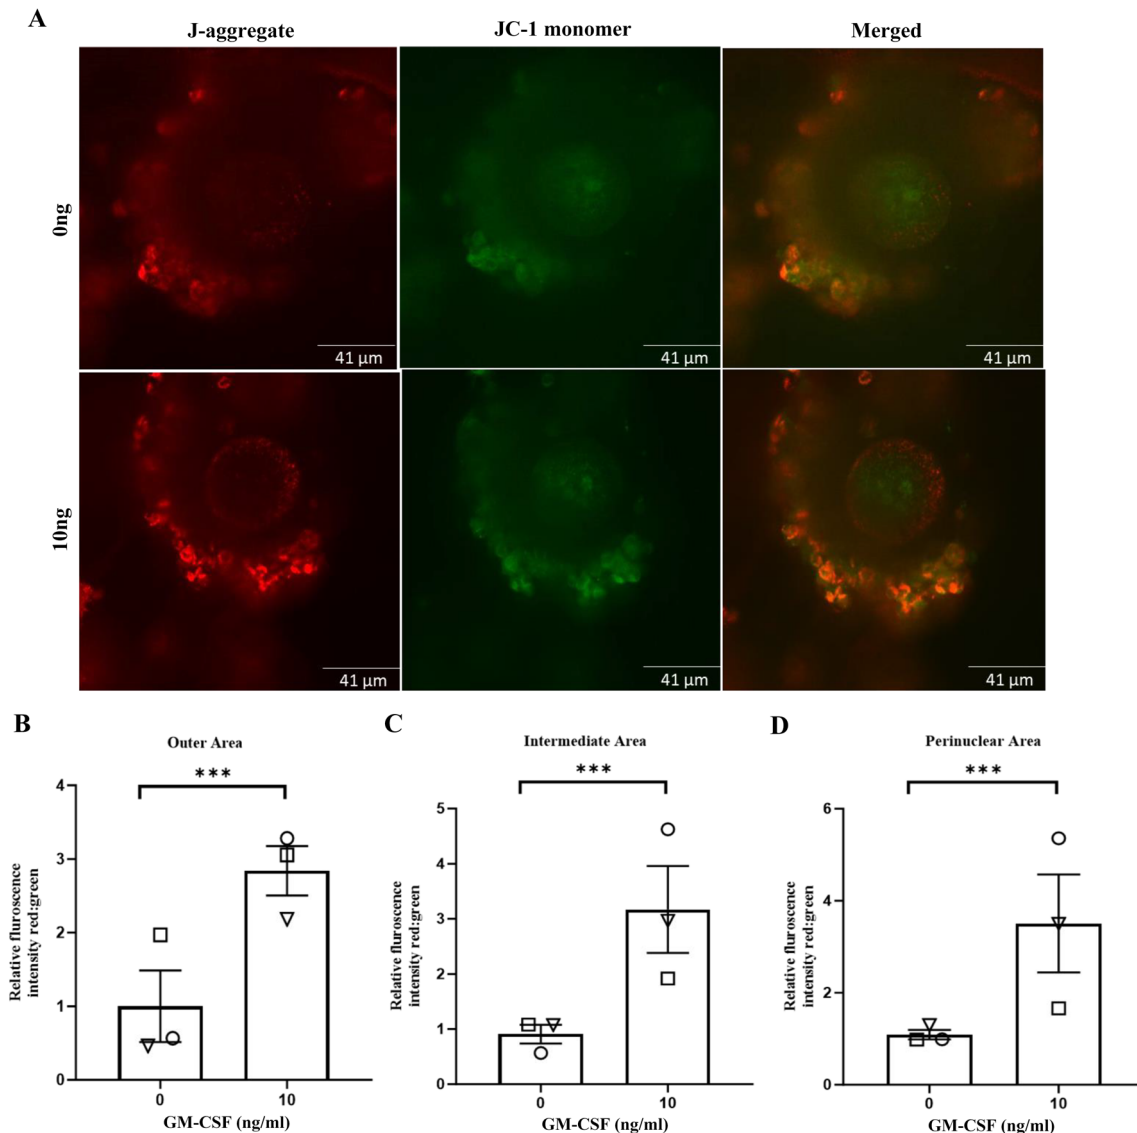 A
J-aggregate
JC-1 monomer
Merged
0ng
41 µm
41 µm
41 µm
10ng
41 µm
41 µm
41 µm
B
Outer Area
***
4
3
2
1
0
Relative fluroscence
intensity red:green
0
10
GM-CSF (ng/ml)
C
Intermediate Area
***
5
4
3
2
1
0
Relative fluroscence
intensity red:green
0
10
GM-CSF (ng/ml)
D
Perinuclear Area
***
6
4
2
0
Relative fluroscence
intensity red:green
0
10
GM-CSF (ng/ml)